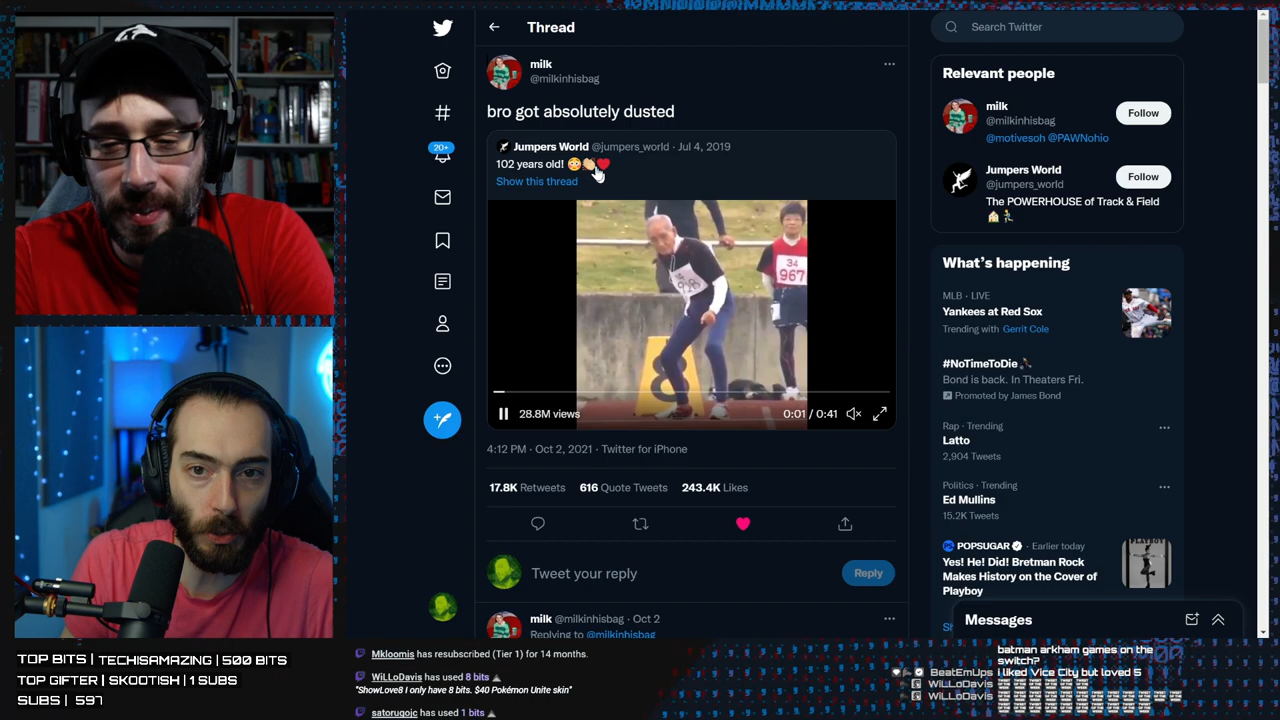 Thread
milk
@milkinhisbag
bro got absolutely dusted
Jumpers World @jumpers_world · Jul 4, 2019
102 years old! 😳👏❤️
Show this thread
967
28.8M views
0:01 / 0:41
4:12 PM · Oct 2, 2021 · Twitter for iPhone
17.8K Retweets 616 Quote Tweets 243.4K Likes
Tweet your reply
Reply
milk @milkinhisbag · Oct 2
Replying to @milkinhisbag
20+
Search Twitter
Relevant people
milk
@milkinhisbag
Follow
@motivesoh @PAWNohio
Jumpers World
@jumpers_world
Follow
The POWERHOUSE of Track & Field
What's happening
MLB · LIVE
Yankees at Red Sox
Trending with Gerrit Cole
#NoTimeToDie
Bond is back. In Theaters Fri.
Promoted by James Bond
Rap · Trending
Latto
2,904 Tweets
Politics · Trending
Ed Mullins
15.2K Tweets
POPSUGAR · Earlier today
Yes! He! Did! Bretman Rock
Makes History on the Cover of
Playboy
Messages
TOP BITS | TECHISAMAZING | 500 BITS
TOP GIFTER | SKOOTISH | 1 SUBS
SUBS | 597
Mkloomis has resubscribed (Tier 1) for 14 months.
WiLLoDavis has used 8 bits
"ShowLove8 I only have 8 bits. $40 Pokémon Unite skin"
satorugojc has used 1 bits
batman arkham games on the
switch?
BeatEmUps I liked Vice City but loved 5
WiLLoDavis
WiLLoDavis